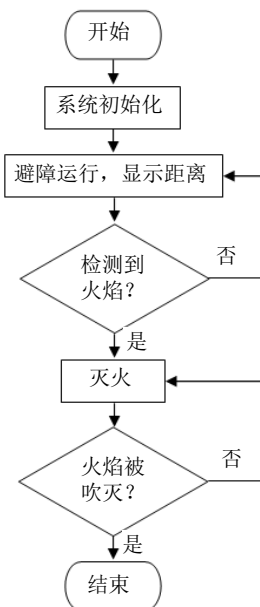 开始
系统初始化
避障运行，显示距离
检测到
火焰？
否
是
灭火
火焰被
吹灭？
否
是
结束